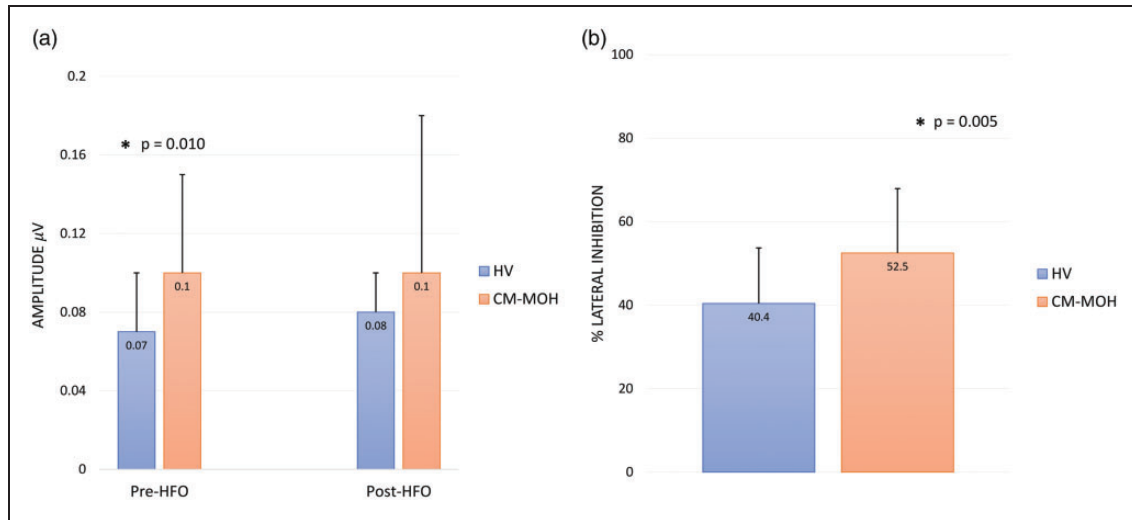 (a)
AMPLITUDE µV
0.2
0.16
0.12
0.08
0.04
0
* p = 0.010
0.07
0.1
0.08
0.1
Pre-HFO
Post-HFO
HV
CM-MOH
(b)
% LATERAL INHIBITION
100
80
60
40
20
0
* p = 0.005
40.4
52.5
HV
CM-MOH